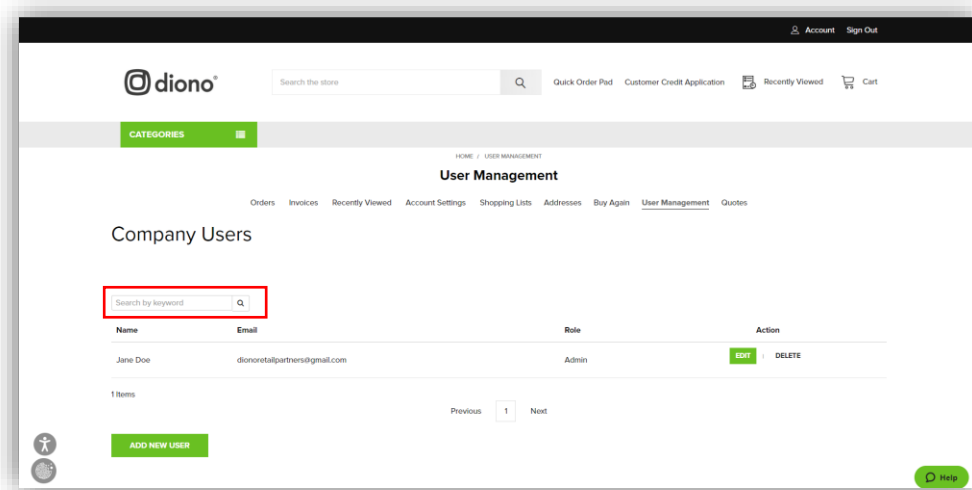 Account Sign Out
diono®
Search the store
Quick Order Pad Customer Credit Application Recently Viewed Cart
CATEGORIES
HOME / USER MANAGEMENT
User Management
Orders Invoices Recently Viewed Account Settings Shopping Lists Addresses Buy Again User Management Quotes
Company Users
Search by keyword
Name Email Role Action
Jane Doe dionoretailpartners@gmail.com Admin EDIT | DELETE
1 Items
Previous 1 Next
ADD NEW USER
Help